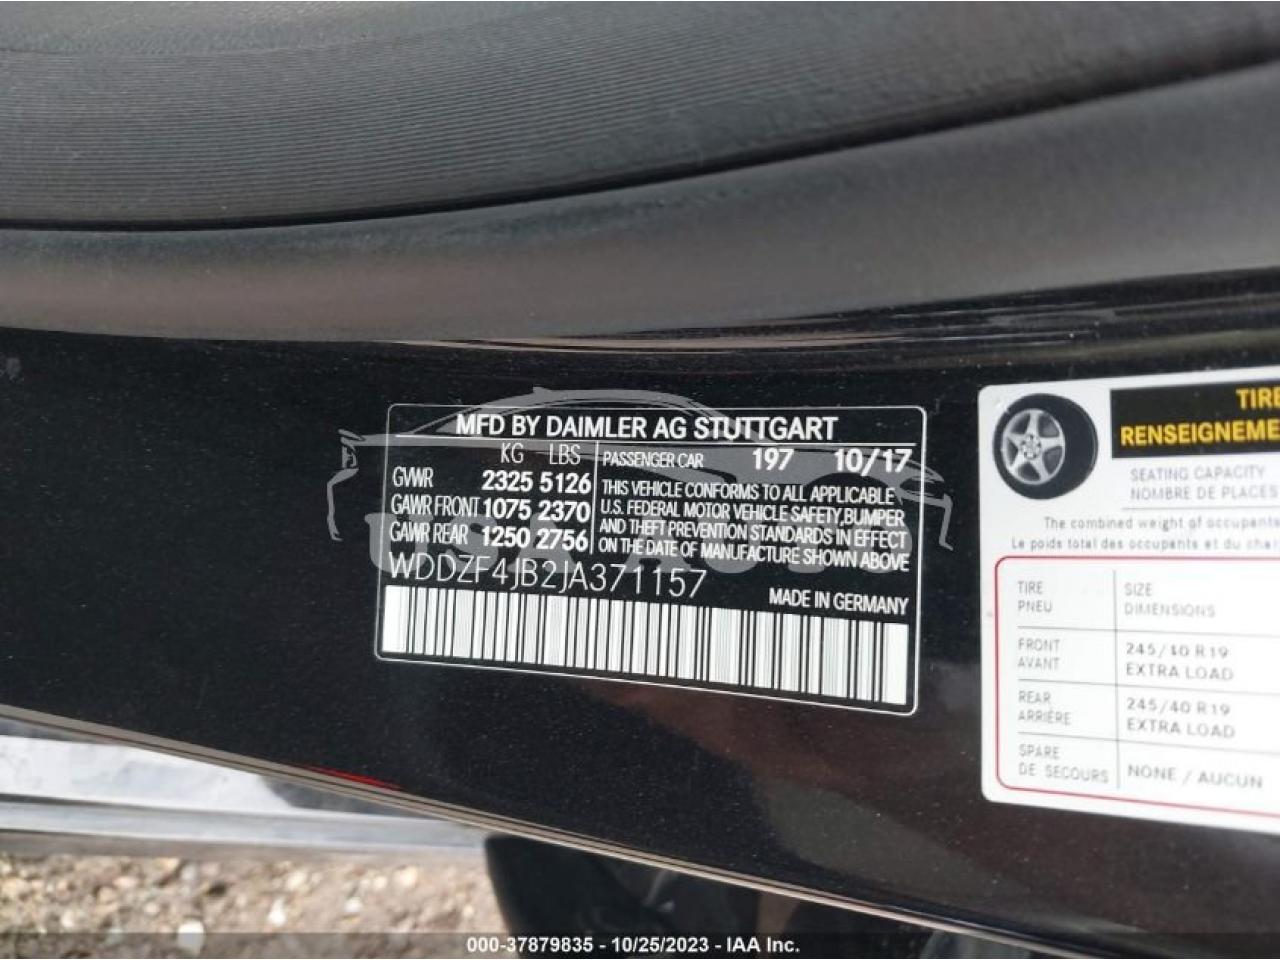 MFD BY DAIMLER AG STUTTGART
KG LBS
GVWR 2325 5126
GAWR FRONT 1075 2370
GAWR REAR 1250 2756
PASSENGER CAR 197 10/17
THIS VEHICLE CONFORMS TO ALL APPLICABLE
U.S. FEDERAL MOTOR VEHICLE SAFETY, BUMPER
AND THEFT PREVENTION STANDARDS IN EFFECT
ON THE DATE OF MANUFACTURE SHOWN ABOVE
WDDZF4JB2JA371157
MADE IN GERMANY
TIRE
RENSEIGNEME
SEATING CAPACITY
NOMBRE DE PLACES
The combined weight of occupants
Le poids total des occupants et du
TIRE SIZE
PNEU DIMENSIONS
FRONT 245/40 R19
AVANT EXTRA LOAD
REAR 245/40 R19
ARRIÈRE EXTRA LOAD
SPARE
DE SECOURS NONE / AUCUN
000-37879835 - 10/25/2023 - IAA Inc.